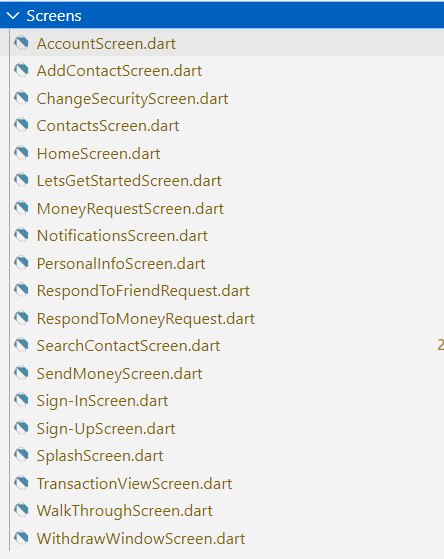 Screens
AccountScreen.dart
AddContactScreen.dart
ChangeSecurityScreen.dart
ContactsScreen.dart
HomeScreen.dart
LetsGetStartedScreen.dart
MoneyRequestScreen.dart
NotificationsScreen.dart
PersonalInfoScreen.dart
RespondToFriendRequest.dart
RespondToMoneyRequest.dart
SearchContactScreen.dart 2
SendMoneyScreen.dart
Sign-InScreen.dart
Sign-UpScreen.dart
SplashScreen.dart
TransactionViewScreen.dart
WalkThroughScreen.dart
WithdrawWindowScreen.dart